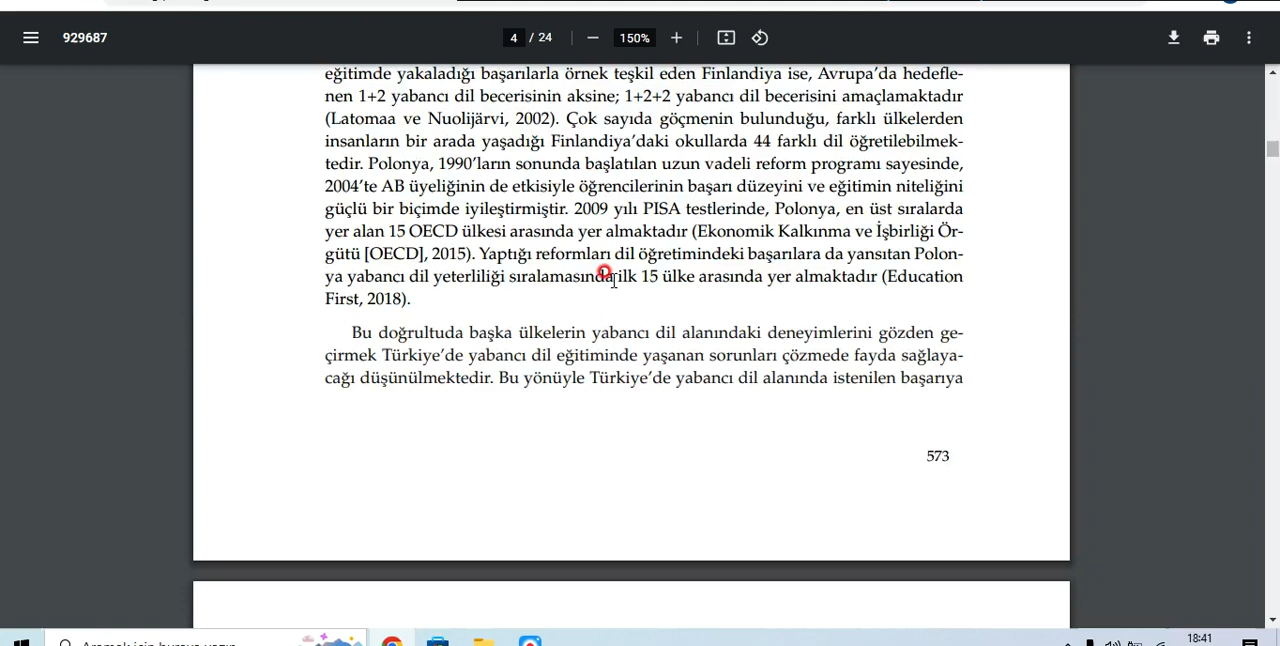 929687
4 / 24
150%
eğitimde yakaladığı başarılarla örnek teşkil eden Finlandiya ise, Avrupa’da hedefle-
nen 1+2 yabancı dil becerisinin aksine; 1+2+2 yabancı dil becerisini amaçlamaktadır
(Latomaa ve Nuolijärvi, 2002). Çok sayıda göçmenin bulunduğu, farklı ülkelerden
insanların bir arada yaşadığı Finlandiya’daki okullarda 44 farklı dil öğretilebilmek-
tedir. Polonya, 1990’ların sonunda başlatılan uzun vadeli reform programı sayesinde,
2004’te AB üyeliğinin de etkisiyle öğrencilerinin başarı düzeyini ve eğitimin niteliğini
güçlü bir biçimde iyileştirmiştir. 2009 yılı PISA testlerinde, Polonya, en üst sıralarda
yer alan 15 OECD ülkesi arasında yer almaktadır (Ekonomik Kalkınma ve İşbirliği Ör-
gütü [OECD], 2015). Yaptığı reformları dil öğretimindeki başarılara da yansıtan Polon-
ya yabancı dil yeterliliği sıralamasında ilk 15 ülke arasında yer almaktadır (Education
First, 2018).
Bu doğrultuda başka ülkelerin yabancı dil alanındaki deneyimlerini gözden ge-
çirmek Türkiye’de yabancı dil eğitiminde yaşanan sorunları çözmede fayda sağlaya-
cağı düşünülmektedir. Bu yönüyle Türkiye’de yabancı dil alanında istenilen başarıya
573
Aramak için buraya yazın
18:41